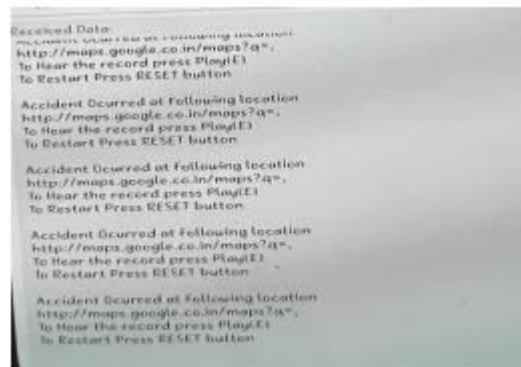 Received Data
Accident Ocurred at Following location
http://maps.google.co.in/maps?q=,
To Hear the record press Play(E)
To Restart Press RESET button
Accident Ocurred at Following location
http://maps.google.co.in/maps?q=,
To Hear the record press Play(E)
To Restart Press RESET button
Accident Ocurred at Following location
http://maps.google.co.in/maps?q=,
To Hear the record press Play(E)
To Restart Press RESET button
Accident Ocurred at Following location
http://maps.google.co.in/maps?q=,
To Hear the record press Play(E)
To Restart Press RESET button
Accident Ocurred at Following location
http://maps.google.co.in/maps?q=,
To Hear the record press Play(E)
To Restart Press RESET button